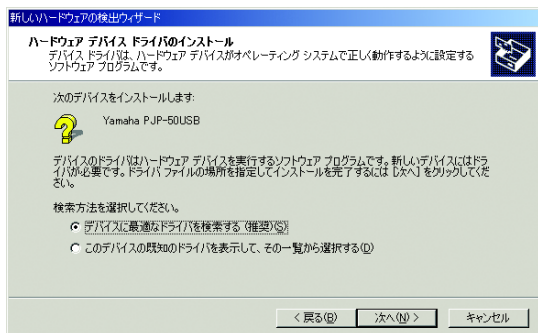 新しいハードウェアの検出ウィザード
ハードウェア デバイス ドライバのインストール
デバイス ドライバは、ハードウェア デバイスがオペレーティング システムで正しく動作するように設定する
ソフトウェア プログラムです。
次のデバイスをインストールします:
Yamaha PJP-50USB
デバイスのドライバはハードウェア デバイスを実行するソフトウェア プログラムです。新しいデバイスにはドラ
イバが必要です。ドライバ ファイルの場所を指定してインストールを完了するには [次へ] をクリックしてくだ
さい。
検索方法を選択してください。
デバイスに最適なドライバを検索する (推奨)(S)
このデバイスの既知のドライバを表示して、その一覧から選択する(D)
< 戻る(B)
次へ(N) >
キャンセル